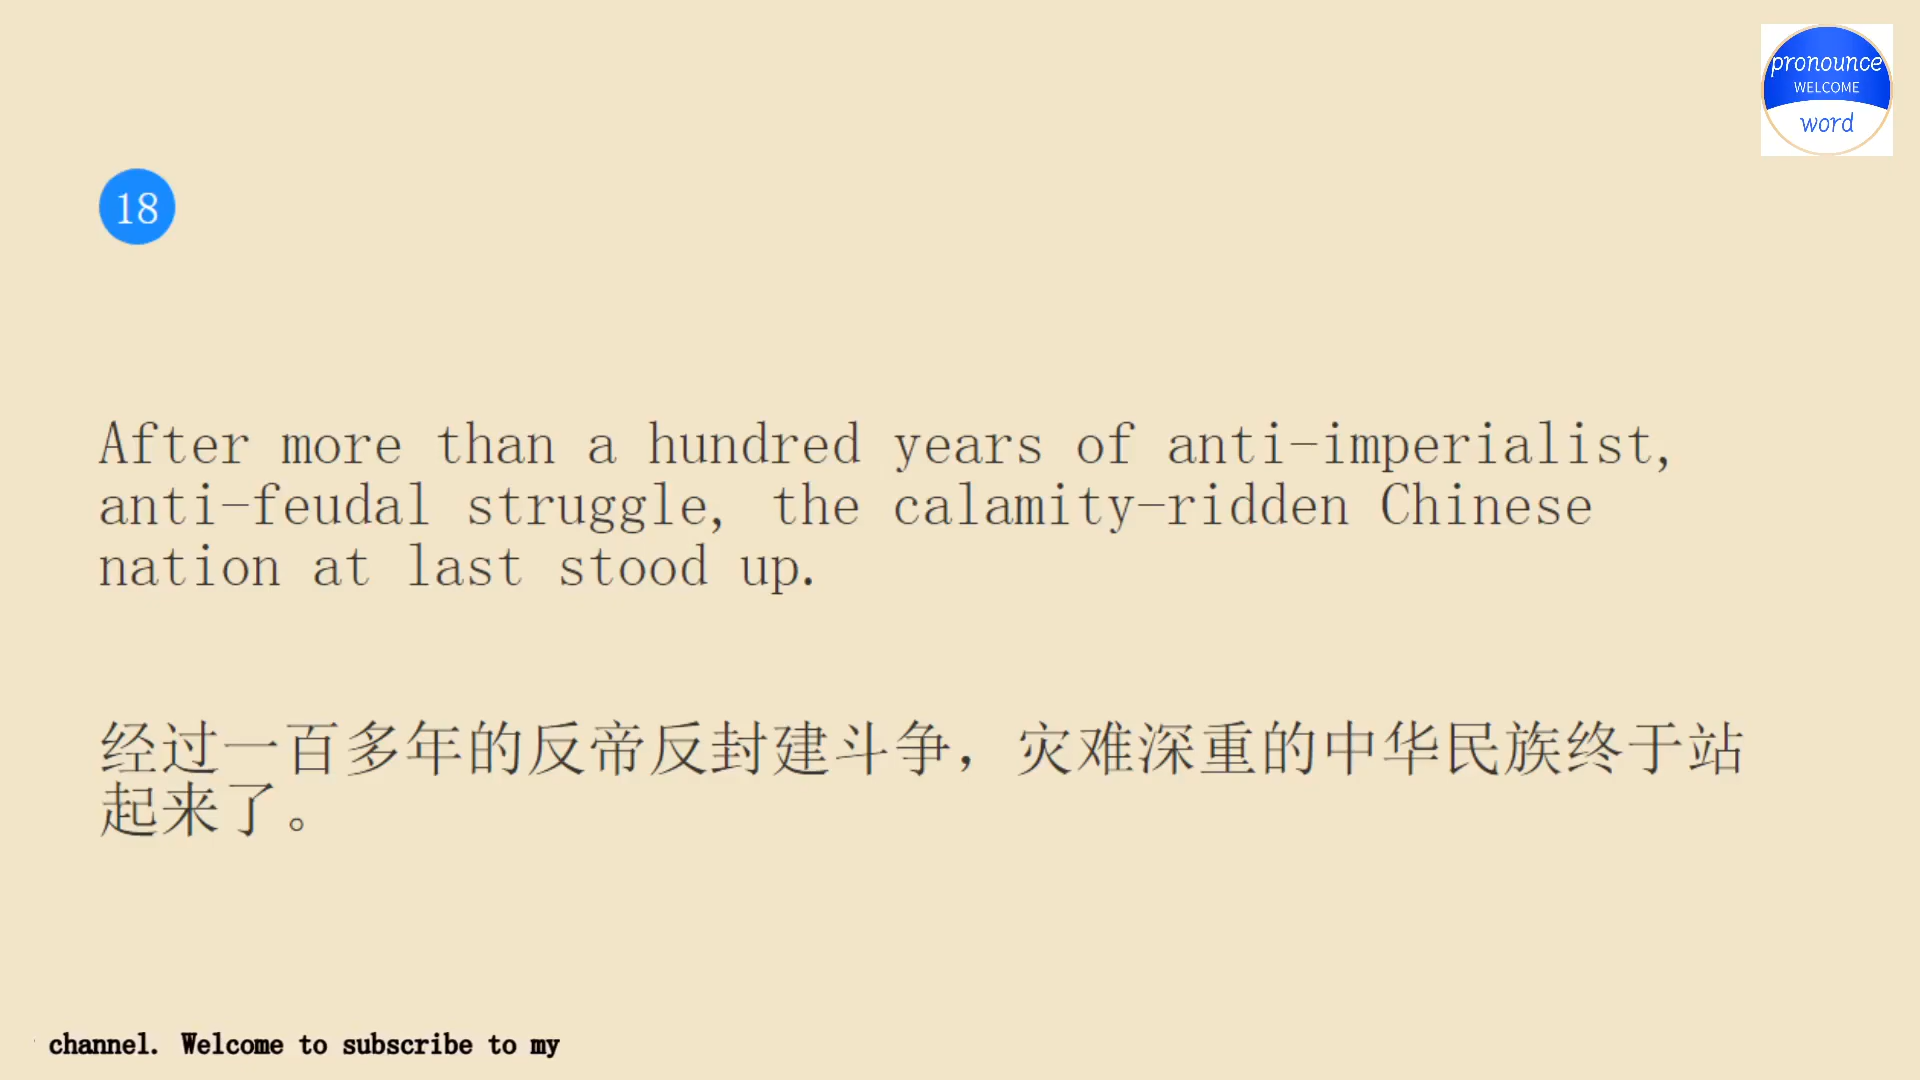 pronounce
WELCOME
word
18
After more than a hundred years of anti-imperialist,
anti-feudal struggle, the calamity-ridden Chinese
nation at last stood up.
经过一百多年的反帝反封建斗争，灾难深重的中华民族终于站
起来了。
channel. Welcome to subscribe to my